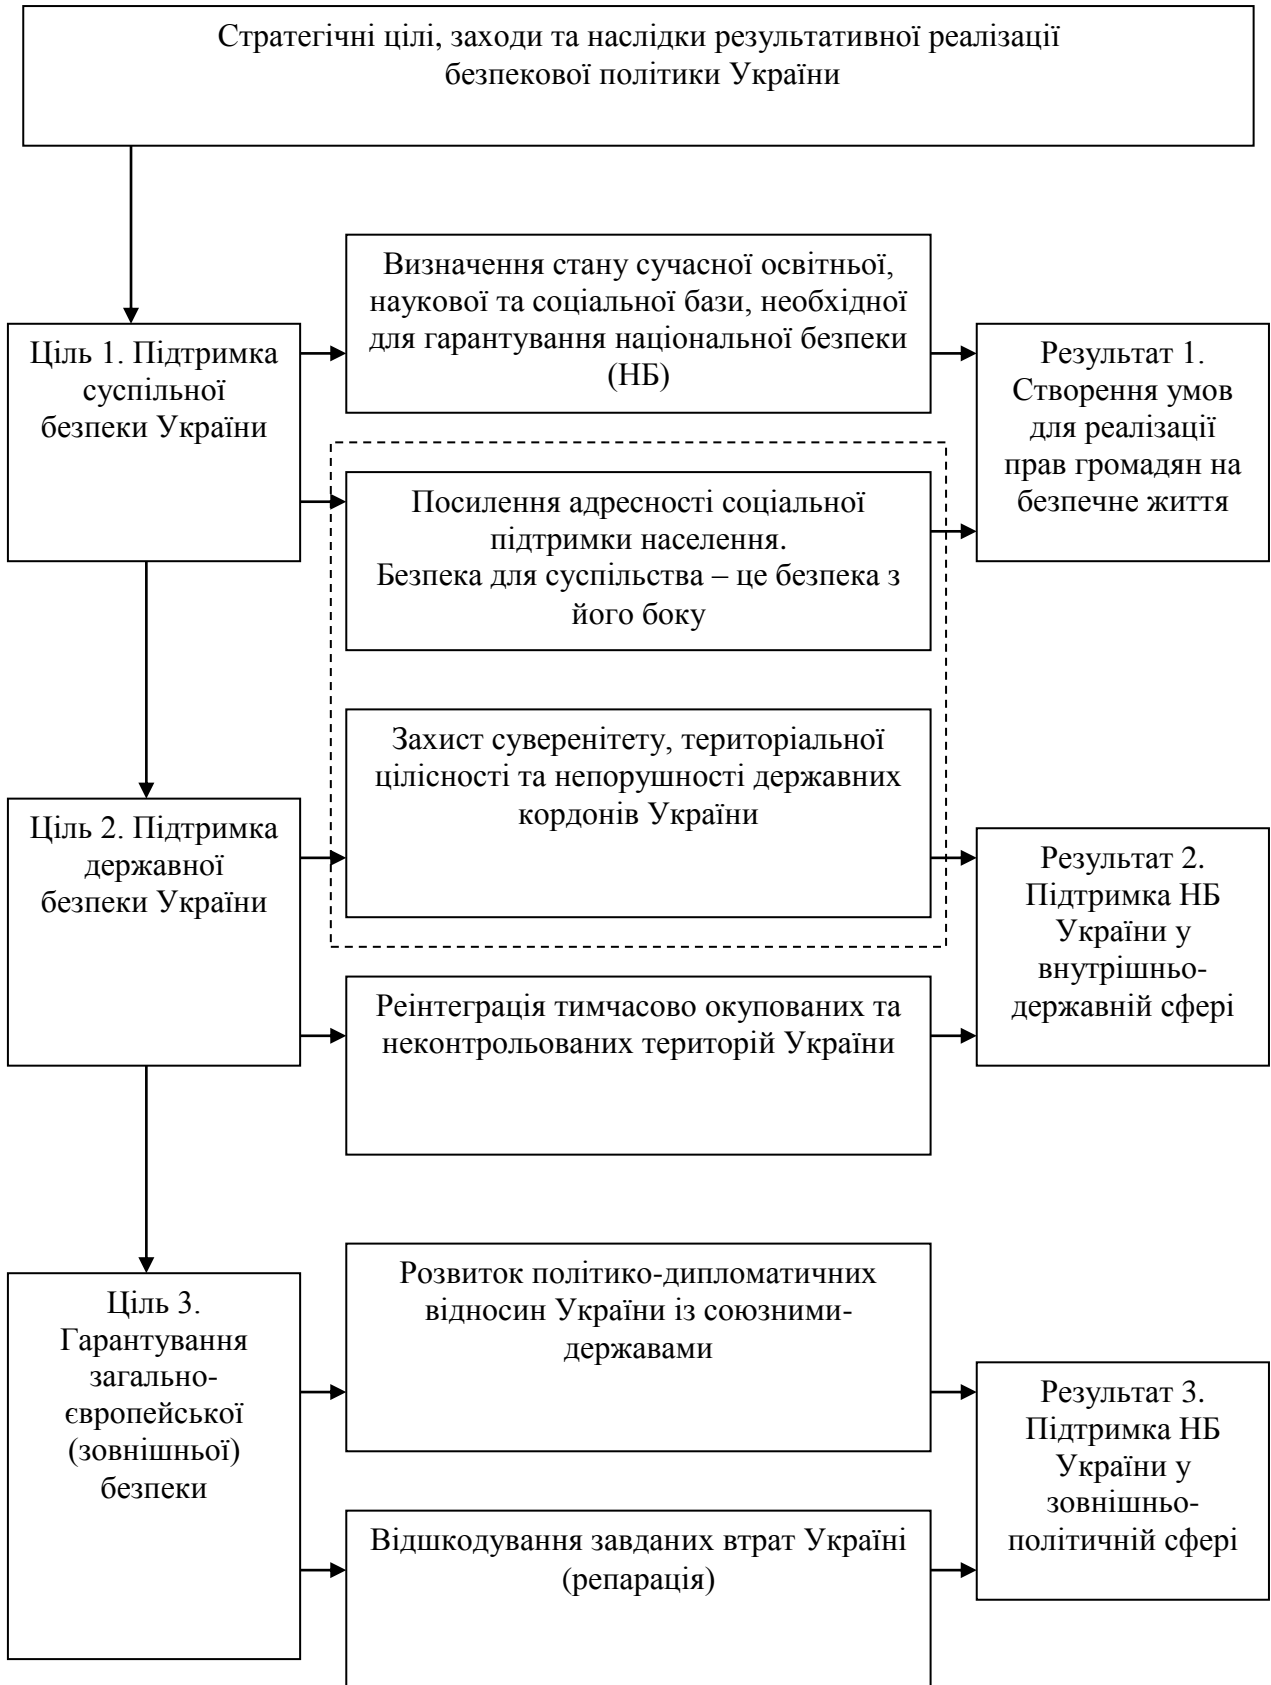 Стратегічні цілі, заходи та наслідки результативної реалізації
безпекової політики України
Ціль 1. Підтримка
суспільної
безпеки України
Визначення стану сучасної освітньої,
наукової та соціальної бази, необхідної
для гарантування національної безпеки
(НБ)
Посилення адресності соціальної
підтримки населення.
Безпека для суспільства – це безпека з
його боку
Результат 1.
Створення умов
для реалізації
прав громадян на
безпечне життя
Ціль 2. Підтримка
державної
безпеки України
Захист суверенітету, територіальної
цілісності та непорушності державних
кордонів України
Реінтеграція тимчасово окупованих та
неконтрольованих територій України
Результат 2.
Підтримка НБ
України у
внутрішньо-
державній сфері
Ціль 3.
Гарантування
загально-
європейської
(зовнішньої)
безпеки
Розвиток політико-дипломатичних
відносин України із союзними-
державами
Відшкодування завданих втрат Україні
(репарація)
Результат 3.
Підтримка НБ
України у
зовнішньо-
політичній сфері